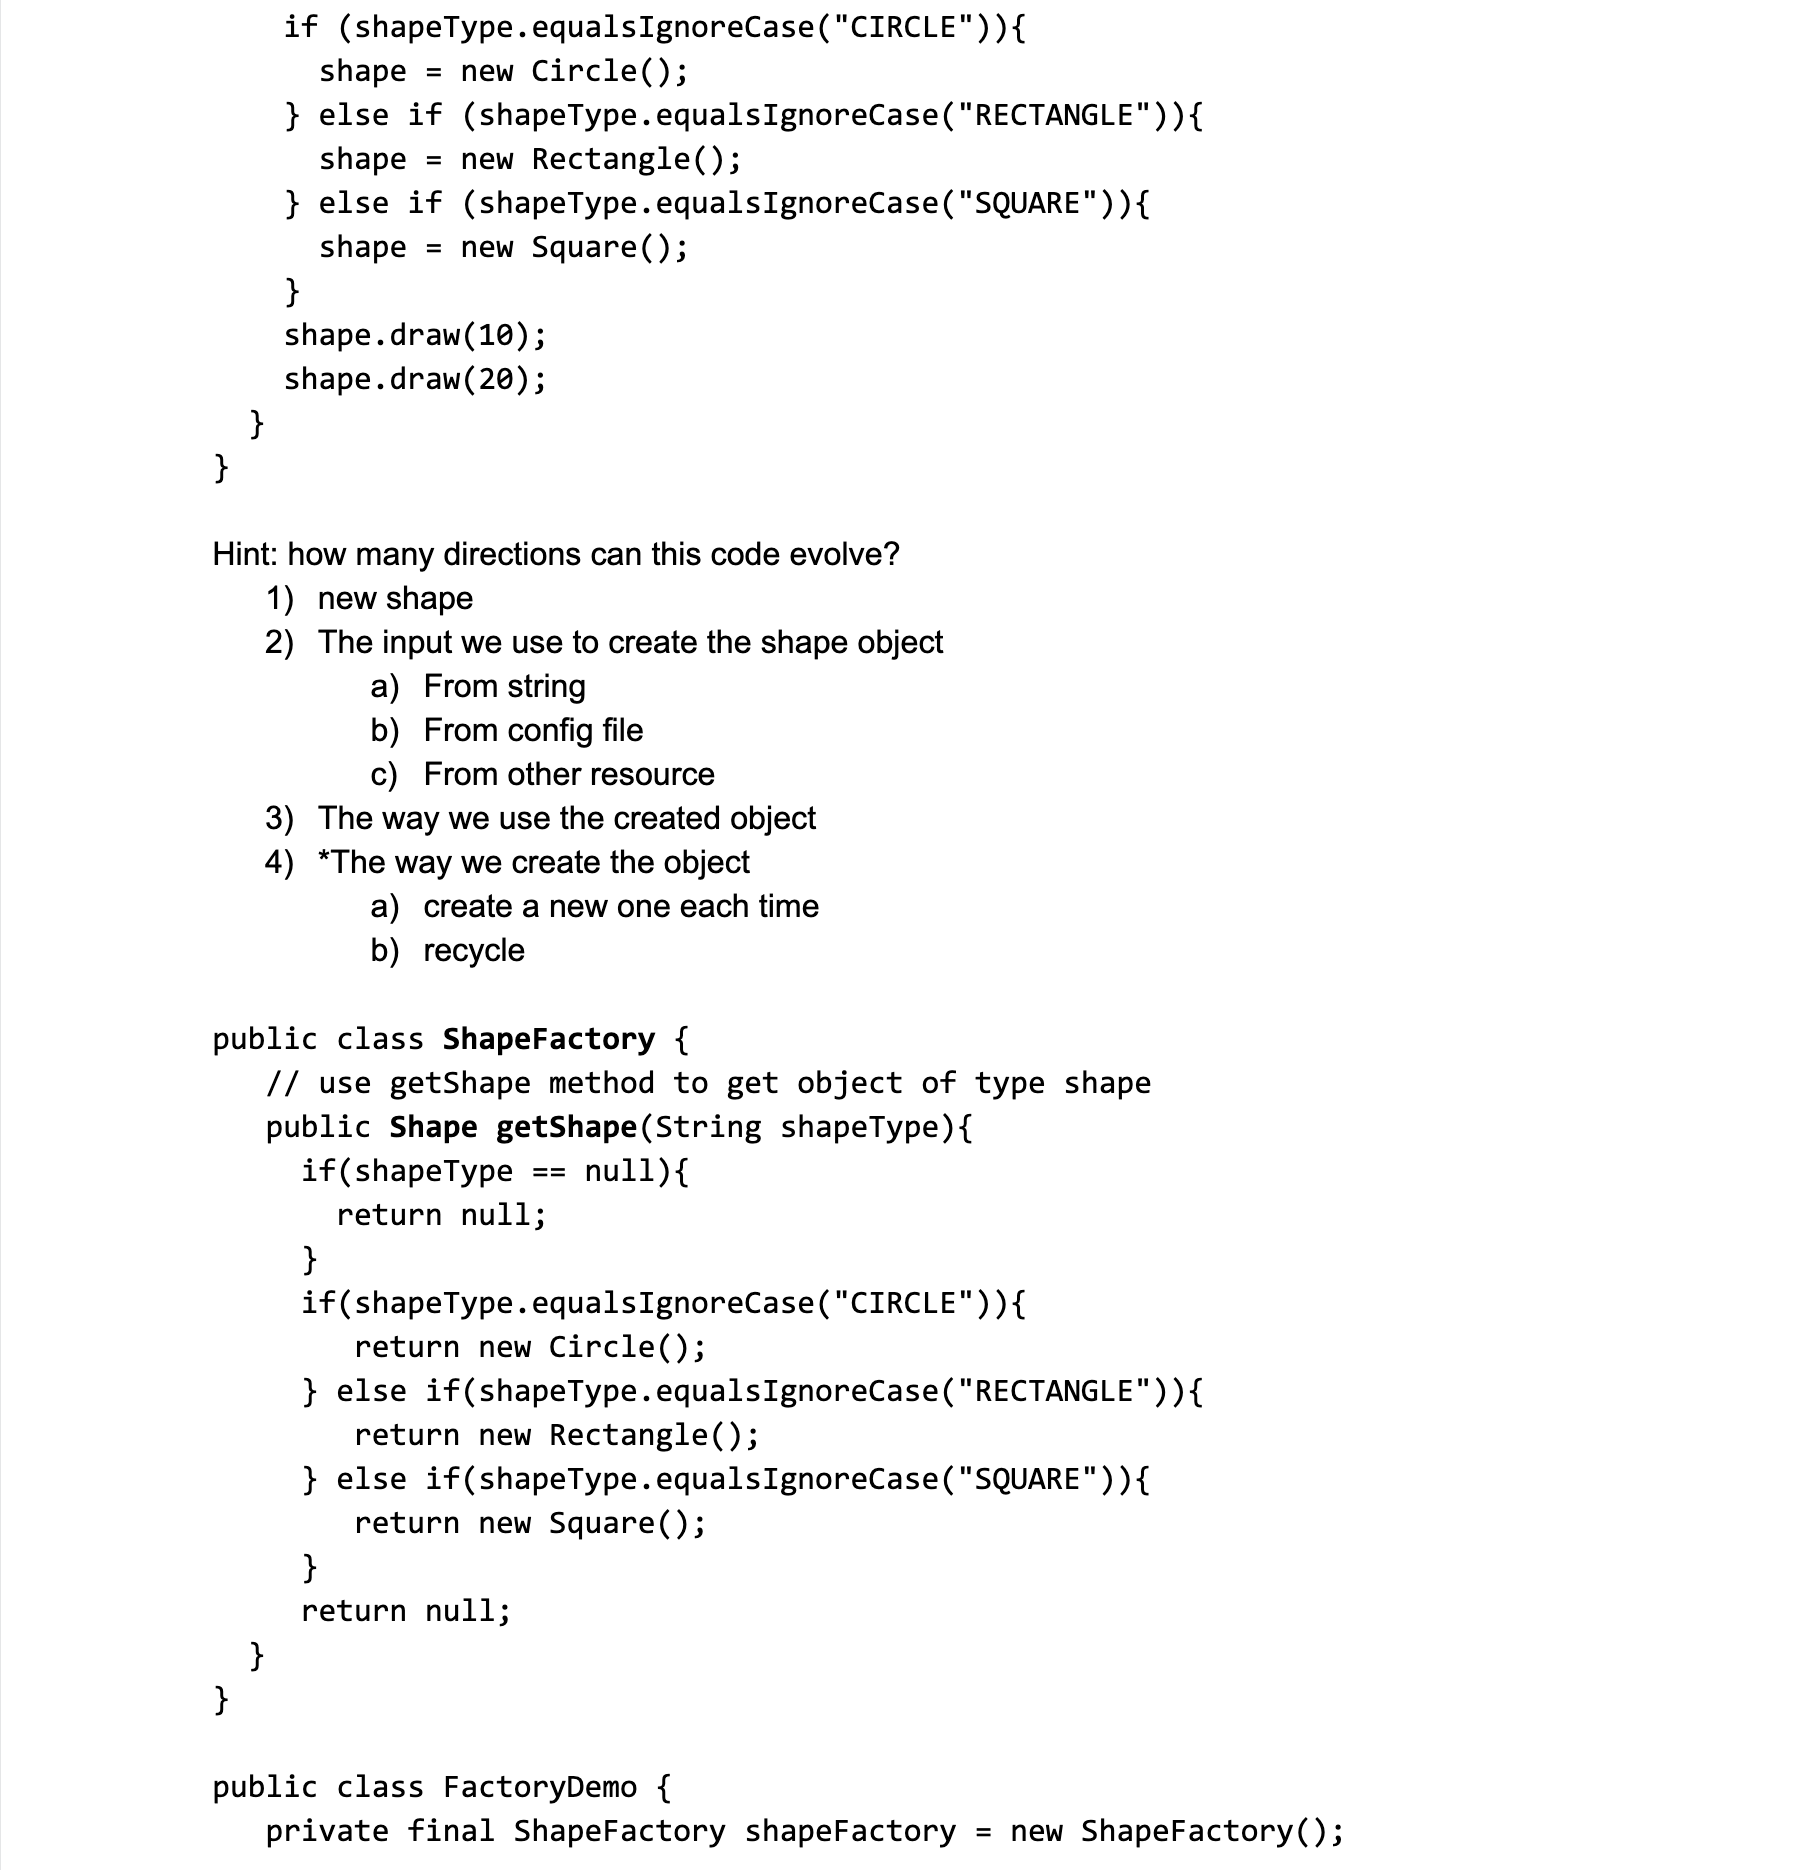 if (shapeType.equalsIgnoreCase("CIRCLE")){
shape = new Circle();
} else if (shapeType.equalsIgnoreCase("RECTANGLE")){
shape = new Rectangle();
} else if (shapeType.equalsIgnoreCase("SQUARE")){
shape = new Square();
}
shape.draw(10);
shape.draw(20);
}
}
Hint: how many directions can this code evolve?
1) new shape
2) The input we use to create the shape object
a) From string
b) From config file
c) From other resource
3) The way we use the created object
4) *The way we create the object
a) create a new one each time
b) recycle
public class ShapeFactory {
// use getShape method to get object of type shape
public Shape getShape(String shapeType){
if(shapeType == null){
return null;
}
if(shapeType.equalsIgnoreCase("CIRCLE")){
return new Circle();
} else if(shapeType.equalsIgnoreCase("RECTANGLE")){
return new Rectangle();
} else if(shapeType.equalsIgnoreCase("SQUARE")){
return new Square();
}
return null;
}
}
public class FactoryDemo {
private final ShapeFactory shapeFactory = new ShapeFactory();